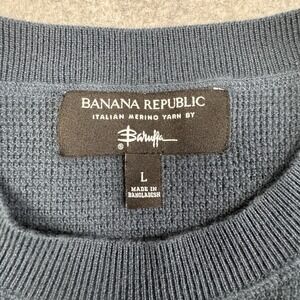 BANANA REPUBLIC
ITALIAN MERINO YARN BY
Baruffa
®
L
MADE IN
BANGLADESH